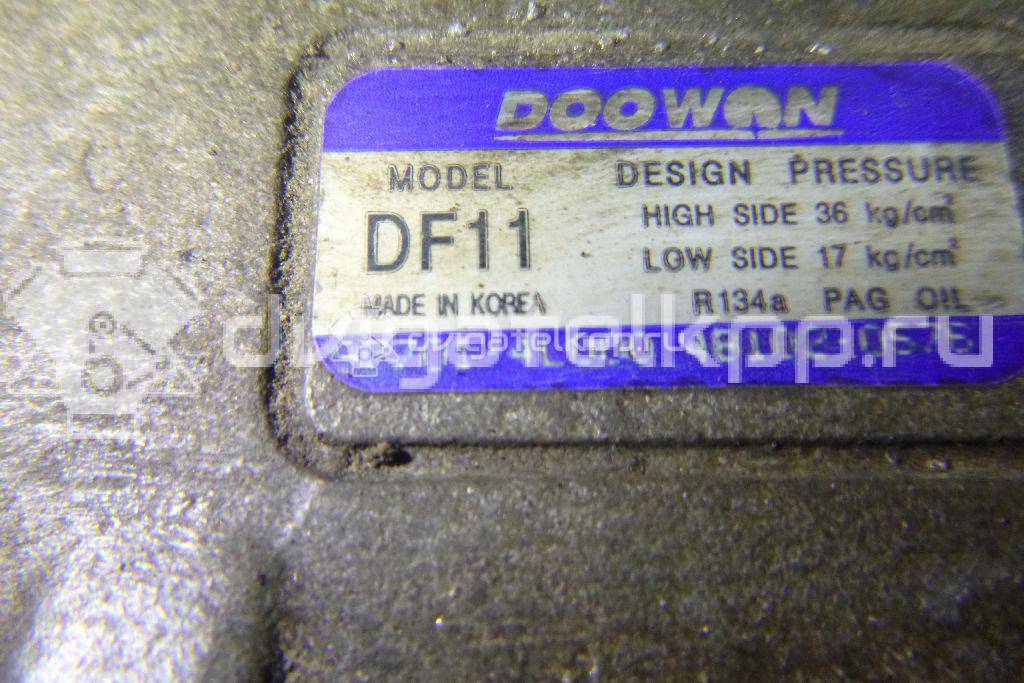 DOOWON
MODEL
DF11
MADE IN KOREA
DESIGN PRESSURE
HIGH SIDE 36 kg/cm²
LOW SIDE 17 kg/cm²
R134a PAG OIL
dvigatelkpp.ru